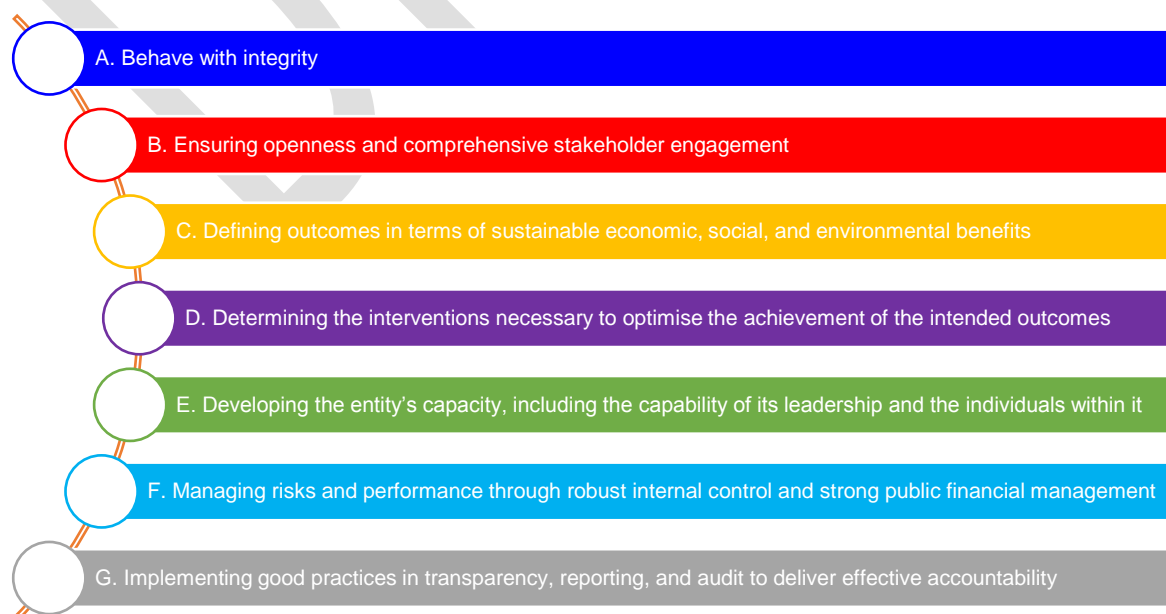 A. Behave with integrity
B. Ensuring openness and comprehensive stakeholder engagement
C. Defining outcomes in terms of sustainable economic, social, and environmental benefits
D. Determining the interventions necessary to optimise the achievement of the intended outcomes
E. Developing the entity’s capacity, including the capability of its leadership and the individuals within it
F. Managing risks and performance through robust internal control and strong public financial management
G. Implementing good practices in transparency, reporting, and audit to deliver effective accountability